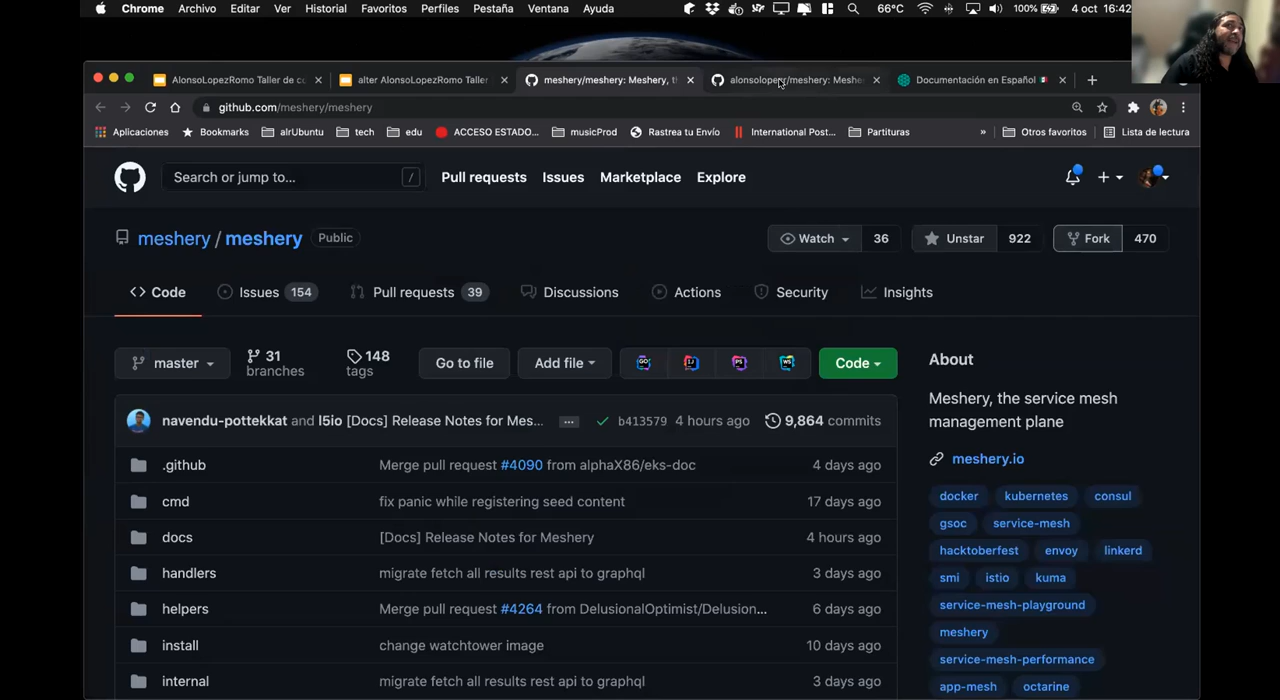 Chrome Archivo Editar Ver Historial Favoritos Perfiles Pestaña Ventana Ayuda 66°C 100% 4 oct 16:42
AlonsoLopezRomo Taller de co alter AlonsoLopezRomo Taller meshery/meshery: Meshery, t alonsolopez/meshery: Meshe Documentación en Español
github.com/meshery/meshery
Aplicaciones Bookmarks alrUbuntu tech edu ACCESO ESTADO... musicProd Rastrea tu Envío International Post... Partituras » Otros favoritos Lista de lectura
Search or jump to... / Pull requests Issues Marketplace Explore
meshery / meshery Public Watch 36 Unstar 922 Fork 470
Code Issues 154 Pull requests 39 Discussions Actions Security Insights
master 31 branches 148 tags Go to file Add file Code
navendu-pottekkat and l5io [Docs] Release Notes for Mes... ... b413579 4 hours ago 9,864 commits
.github Merge pull request #4090 from alphaX86/eks-doc 4 days ago
cmd fix panic while registering seed content 17 days ago
docs [Docs] Release Notes for Meshery 4 hours ago
handlers migrate fetch all results rest api to graphql 3 days ago
helpers Merge pull request #4264 from DelusionalOptimist/Delusion... 6 days ago
install change watchtower image 10 days ago
internal migrate fetch all results rest api to graphql 3 days ago
About
Meshery, the service mesh
management plane
meshery.io
docker kubernetes consul
gsoc service-mesh
hacktoberfest envoy linkerd
smi istio kuma
service-mesh-playground
meshery
service-mesh-performance
app-mesh octarine